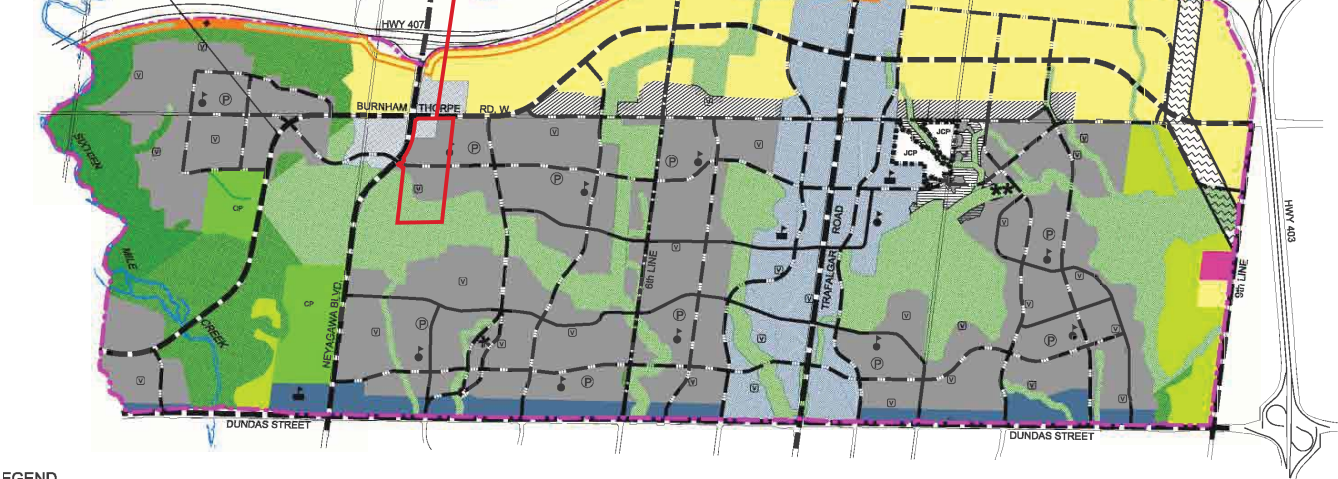 HWY 407
BURNHAM
THORPE
RD. W.
JCP
JCP
SIXTEEN
CP
ROAD
HWY 403
MILE
6th LINE
TRAFALGAR
9th LINE
CP
CREEK
NEYAGAWA BLVD
V
P
DUNDAS STREET
DUNDAS STREET
EGEND